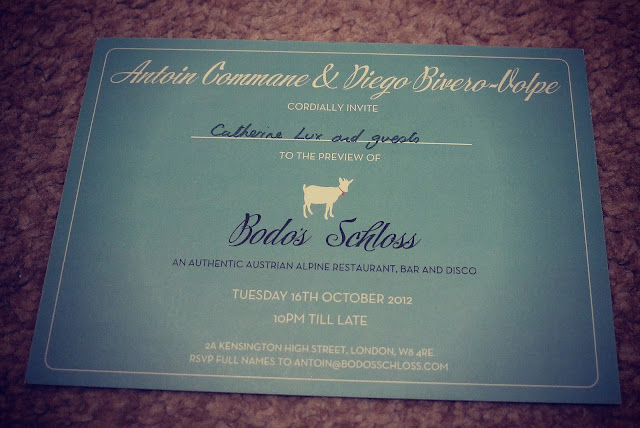 Antoin Commane & Diego Bivero-Volpe
CORDIALLY INVITE
Catherine Lux and guests
TO THE PREVIEW OF
Bodo's Schloss
AN AUTHENTIC AUSTRIAN ALPINE RESTAURANT, BAR AND DISCO
TUESDAY 16TH OCTOBER 2012
10PM TILL LATE
2A KENSINGTON HIGH STREET, LONDON, W8 4RE
RSVP FULL NAMES TO ANTOIN@BODOSSCHLOSS.COM